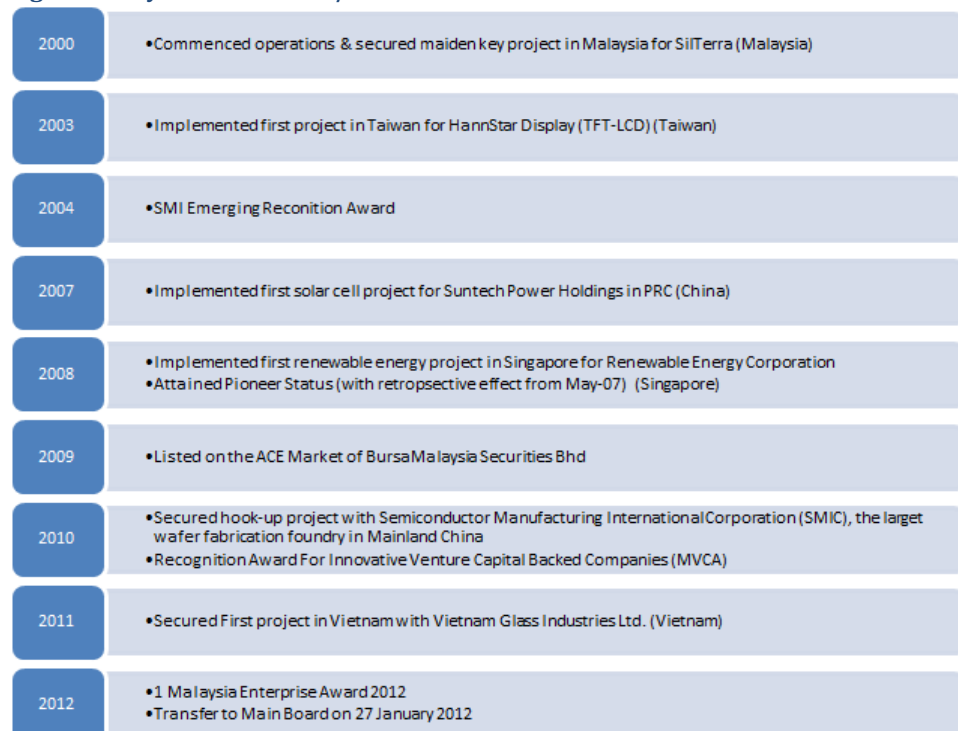 2000
•Commenced operations & secured maiden key project in Malaysia for SilTerra (Malaysia)
2003
•Implemented first project in Taiwan for HannStar Display (TFT-LCD) (Taiwan)
2004
•SMI Emerging Reconition Award
2007
•Implemented first solar cell project for Suntech Power Holdings in PRC (China)
2008
•Implemented first renewable energy project in Singapore for Renewable Energy Corporation
•Attained Pioneer Status (with retropsective effect from May-07) (Singapore)
2009
•Listed on the ACE Market of Bursa Malaysia Securities Bhd
2010
•Secured hook-up project with Semiconductor Manufacturing International Corporation (SMIC), the larget
wafer fabrication foundry in Mainland China
•Recognition Award For Innovative Venture Capital Backed Companies (MVCA)
2011
•Secured First project in Vietnam with Vietnam Glass Industries Ltd. (Vietnam)
2012
•1 Malaysia Enterprise Award 2012
•Transfer to Main Board on 27 January 2012